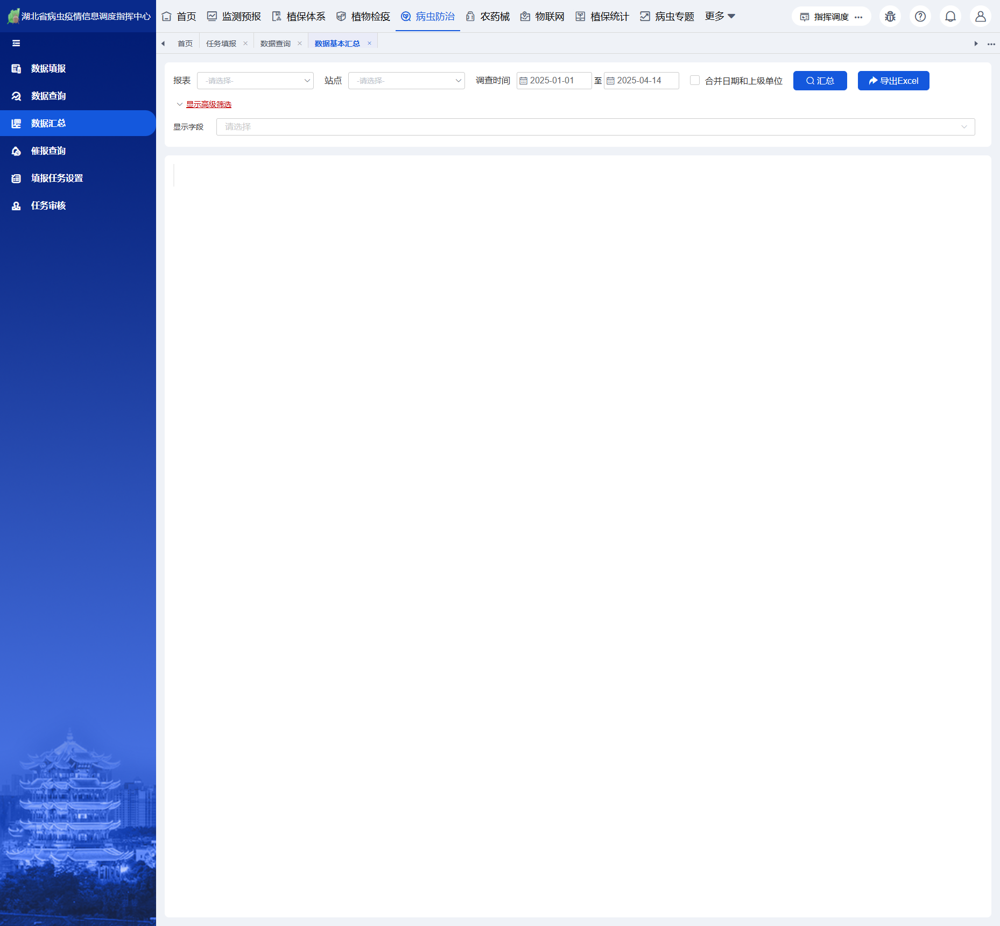 湖北省病虫疫情信息调度指挥中心
首页 监测预报 植保体系 植物检疫 病虫防治 农药械 物联网 植保统计 病虫专题 更多 指挥调度
首页 任务填报 数据查询 数据基本汇总
数据填报
数据查询
数据汇总
催报查询
填报任务设置
任务审核
报表 -请选择- 站点 -请选择- 调查时间 2025-01-01 至 2025-04-14 合并日期和上级单位 汇总 导出Excel
显示高级筛选
显示字段 请选择